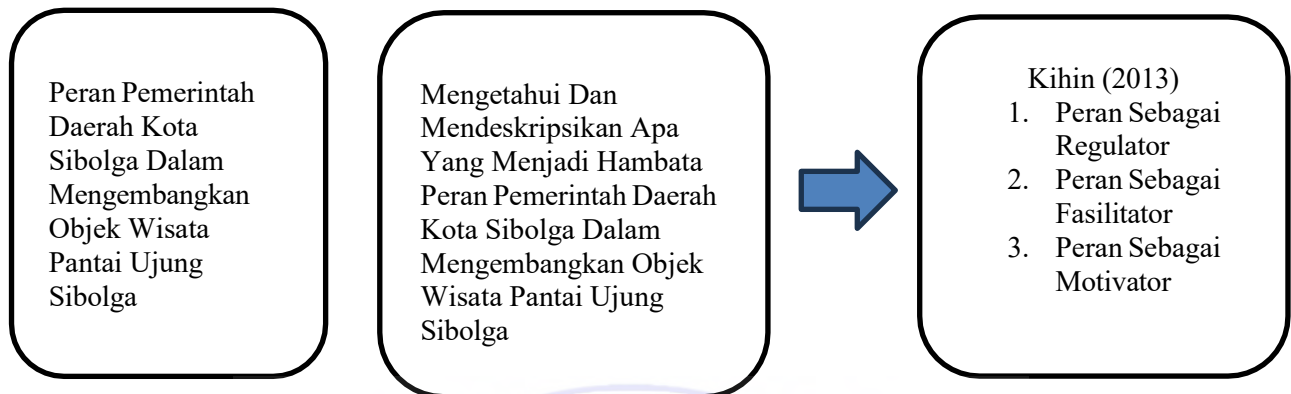 Peran Pemerintah
Daerah Kota
Sibolga Dalam
Mengembangkan
Objek Wisata
Pantai Ujung
Sibolga
Mengetahui Dan
Mendeskripsikan Apa
Yang Menjadi Hambata
Peran Pemerintah Daerah
Kota Sibolga Dalam
Mengembangkan Objek
Wisata Pantai Ujung
Sibolga
Kihin (2013)
1. Peran Sebagai
Regulator
2. Peran Sebagai
Fasilitator
3. Peran Sebagai
Motivator